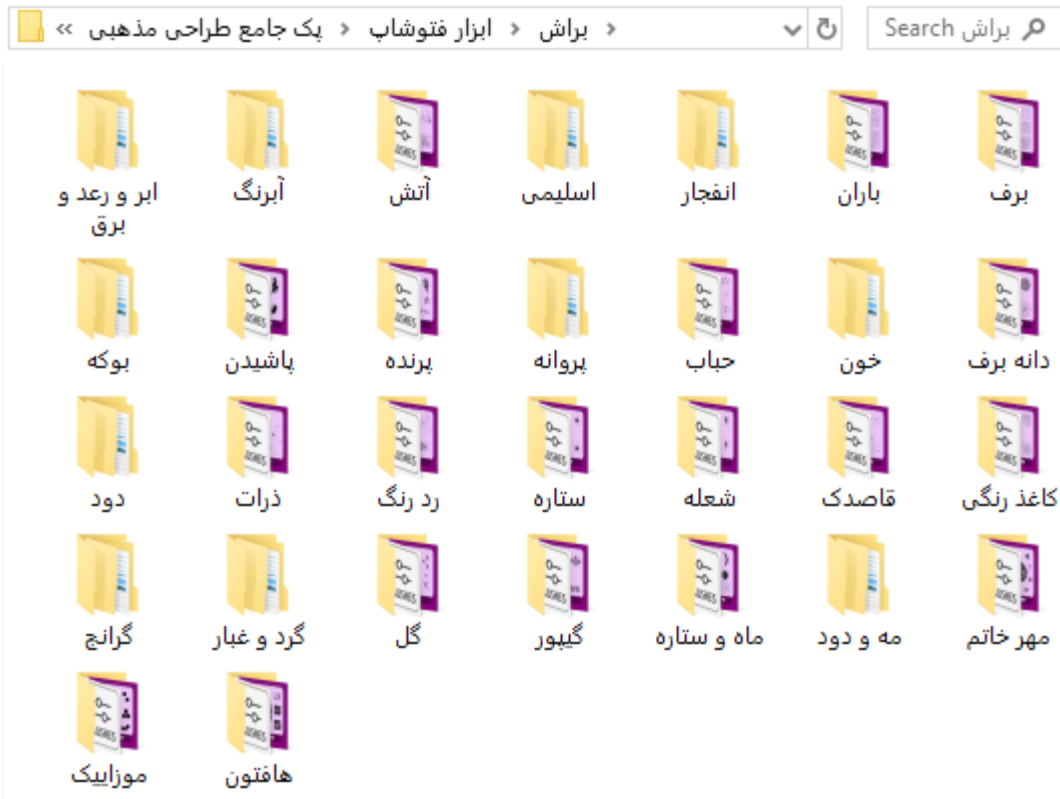 « پک جامع طراحی مذهبی › ابزار فتوشاپ › براش ›
Search براش
ابر و رعد و
برق
آبرنگ
آتش
اسلیمی
انفجار
باران
برف
بوکه
پاشیدن
پرنده
پروانه
حباب
خون
دانه برف
دود
ذرات
رد رنگ
ستاره
شعله
قاصدک
کاغذ رنگی
گرانج
گرد و غبار
گل
گیپور
ماه و ستاره
مه و دود
مهر خاتم
موزاییک
هافتون